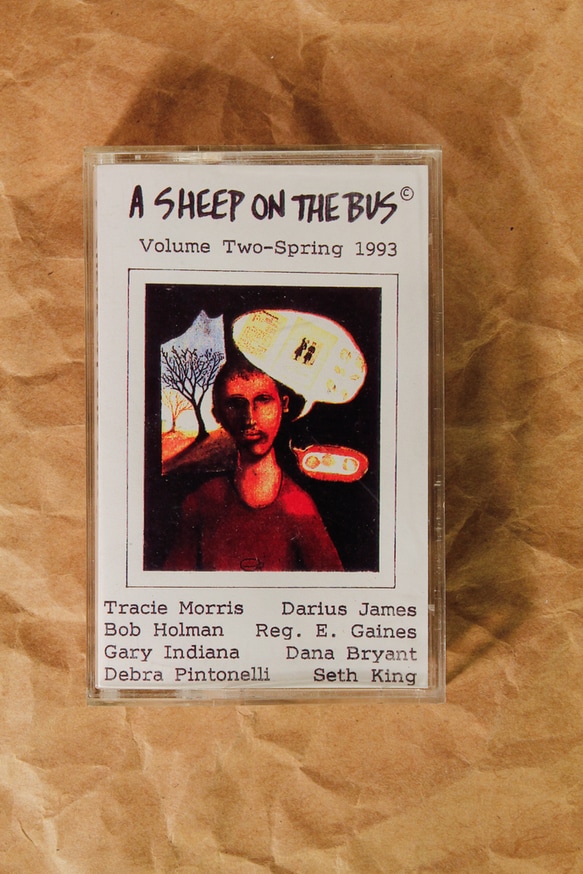 A SHEEP ON THE BUS ©
Volume Two-Spring 1993
Tracie Morris Darius James
Bob Holman Reg. E. Gaines
Gary Indiana Dana Bryant
Debra Pintonelli Seth King